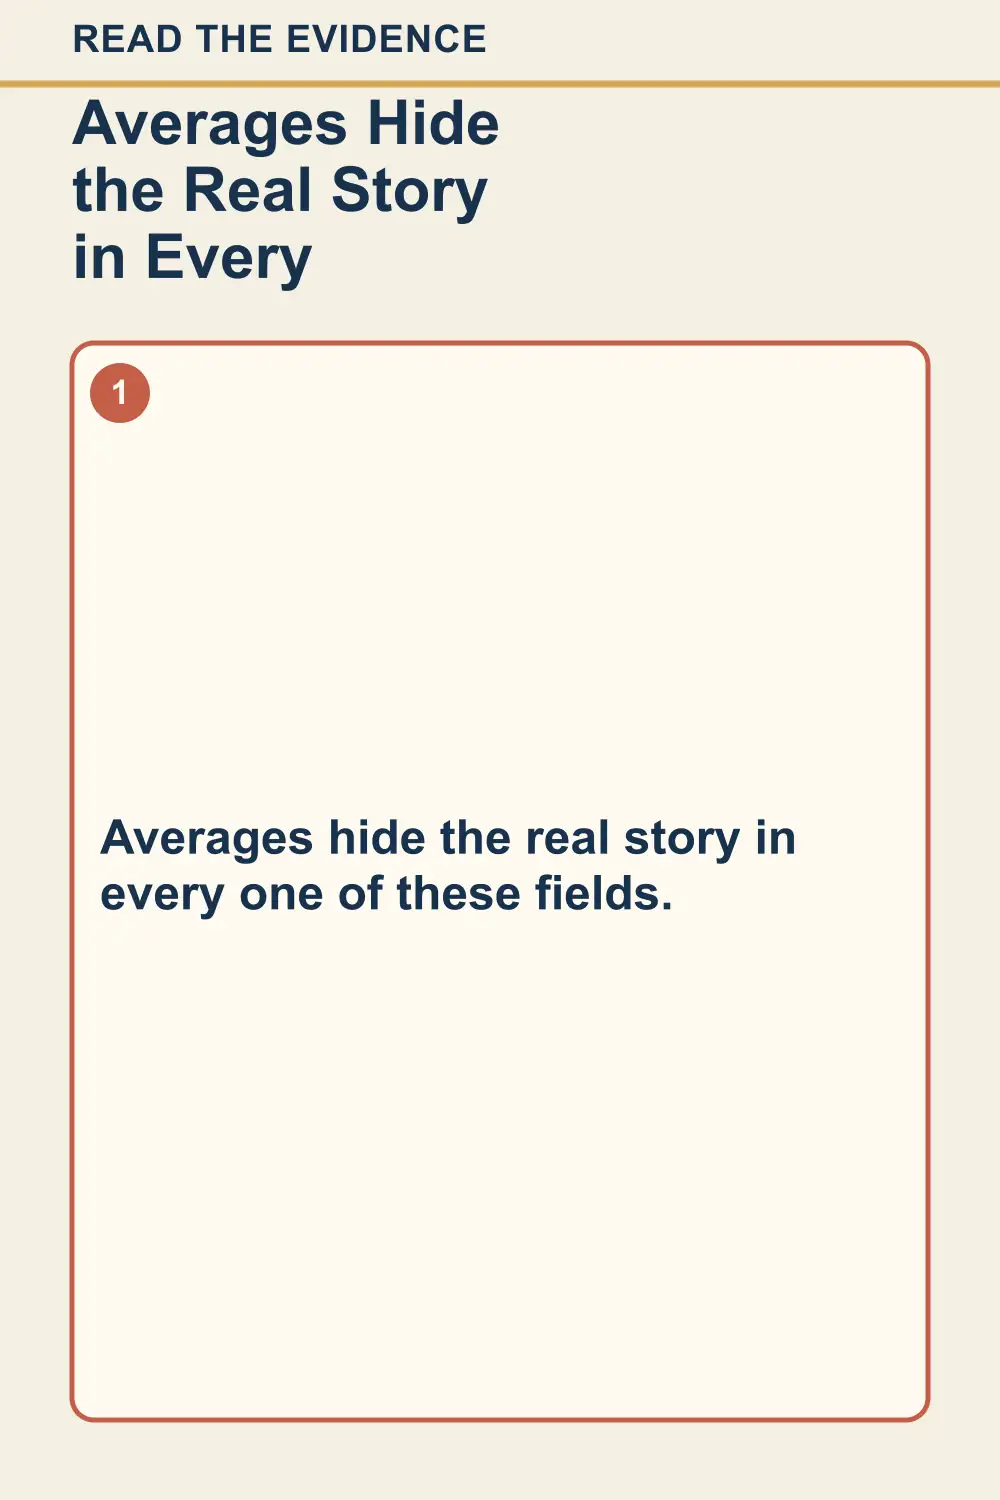 READ THE EVIDENCE
Averages Hide
the Real Story
in Every
1
Averages hide the real story in
every one of these fields.